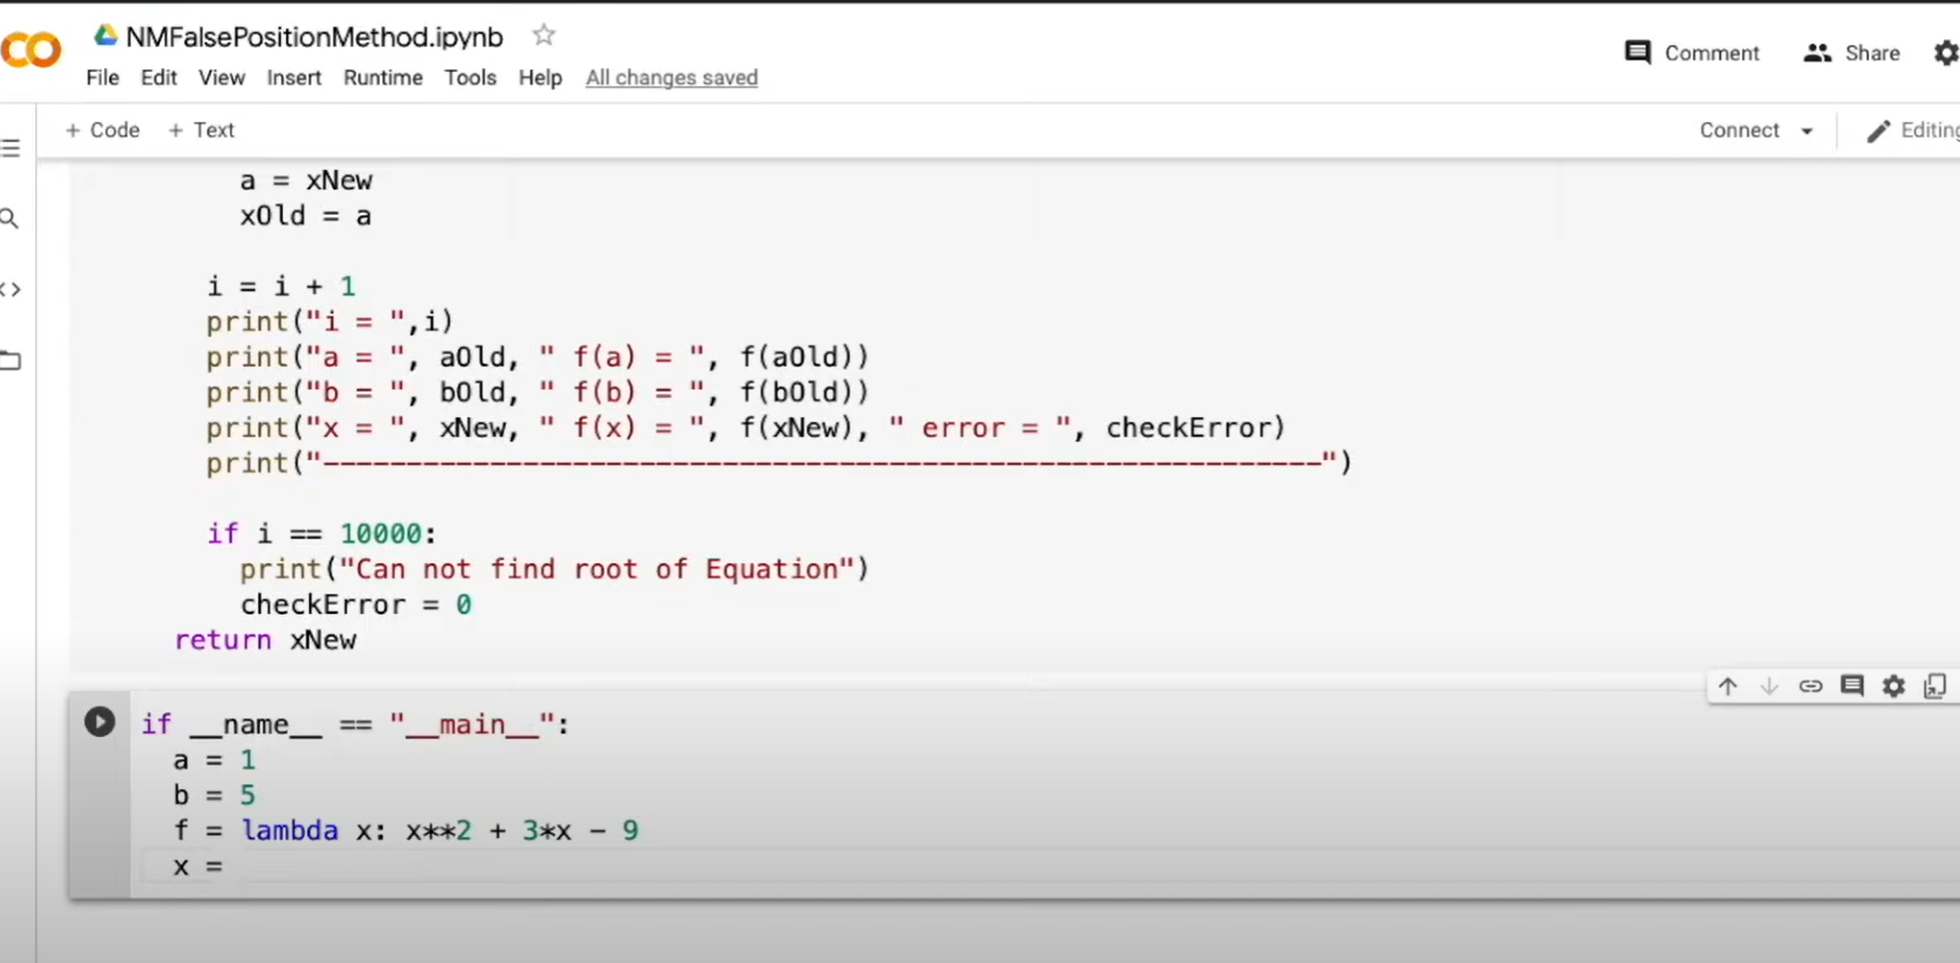 NMFalsePositionMethod.ipynb
File Edit View Insert Runtime Tools Help All changes saved
Comment Share
+ Code + Text
Connect Editing
a = xNew
xOld = a
i = i + 1
print("i = ",i)
print("a = ", aOld, " f(a) = ", f(aOld))
print("b = ", bOld, " f(b) = ", f(bOld))
print("x = ", xNew, " f(x) = ", f(xNew), " error = ", checkError)
print("------------------------------------------------------------")
if i == 10000:
print("Can not find root of Equation")
checkError = 0
return xNew
if __name__ == "__main__":
a = 1
b = 5
f = lambda x: x**2 + 3*x - 9
x =